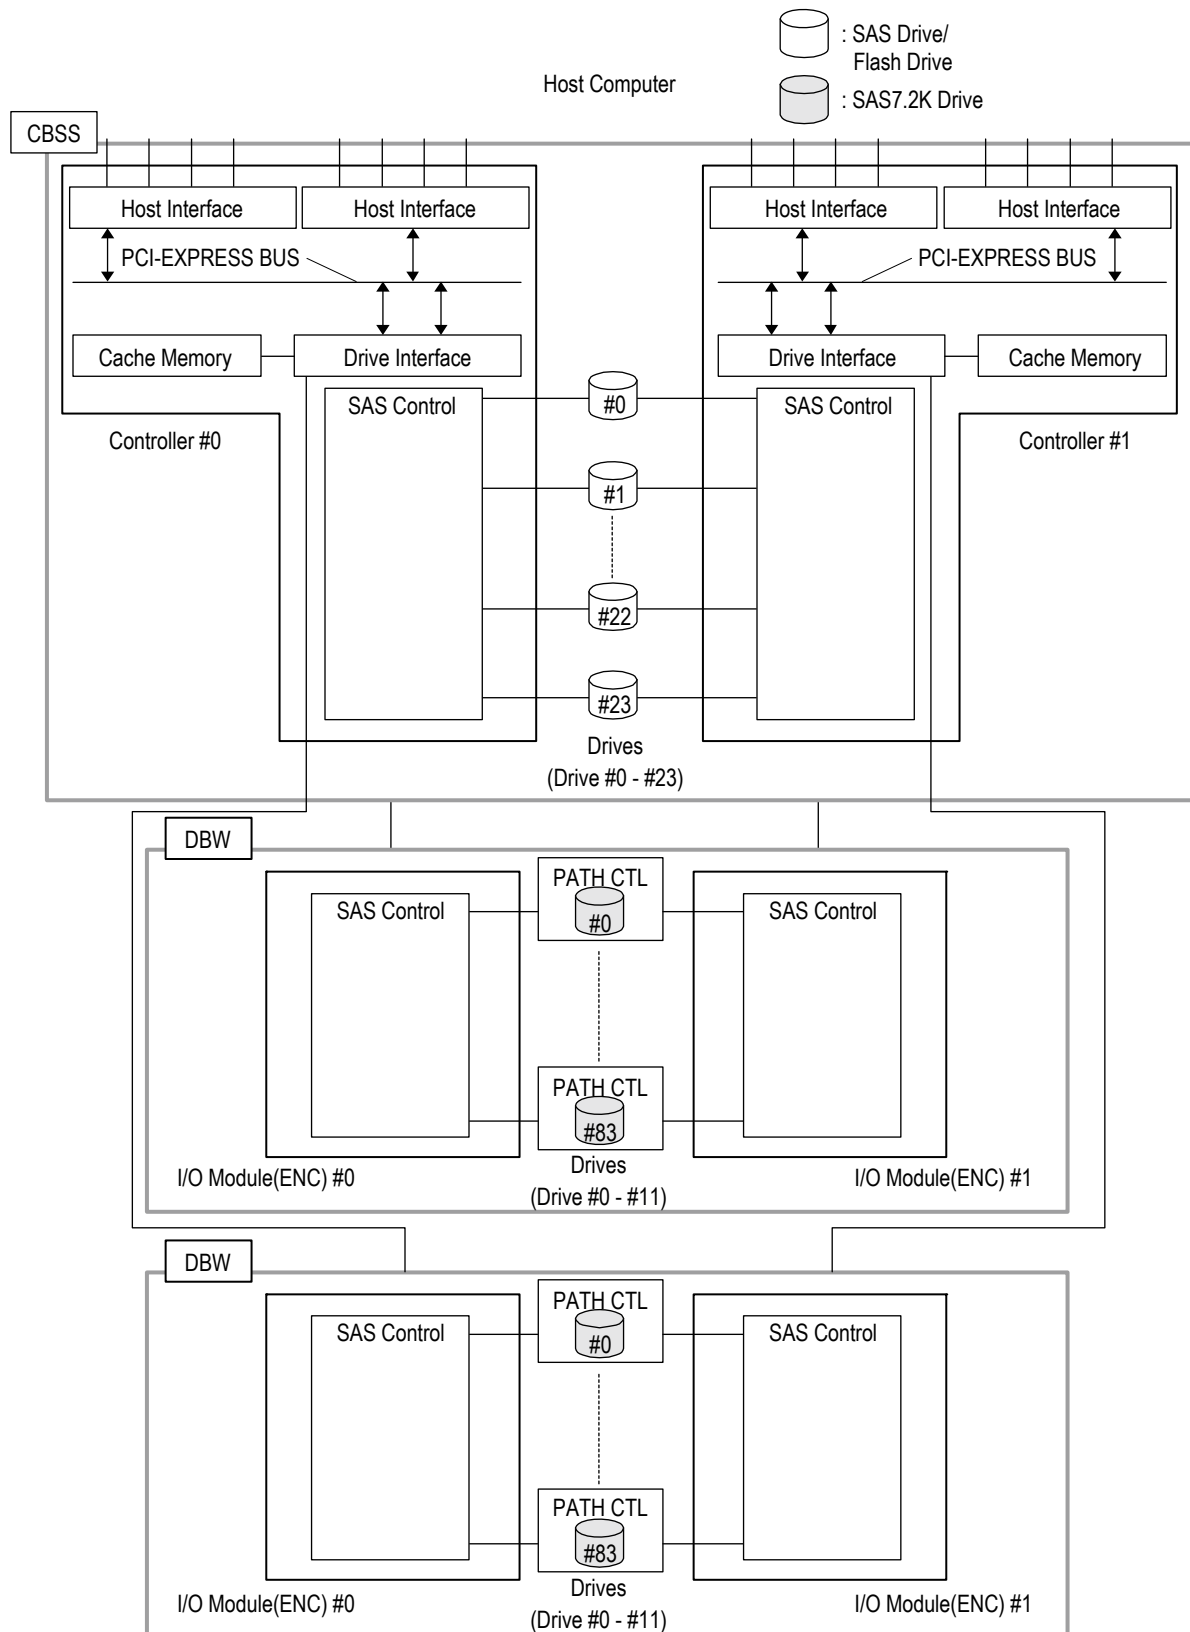 : SAS Drive/
Flash Drive
Host Computer
: SAS7.2K Drive
CBSS
Host Interface
Host Interface
Host Interface
Host Interface
PCI-EXPRESS BUS
PCI-EXPRESS BUS
Cache Memory
Drive Interface
Drive Interface
Cache Memory
SAS Control
#0
SAS Control
Controller #0
Controller #1
#1
#22
#23
Drives
(Drive #0 - #23)
DBW
PATH CTL
SAS Control
#0
SAS Control
PATH CTL
#83
I/O Module(ENC) #0
Drives
(Drive #0 - #11)
I/O Module(ENC) #1
DBW
PATH CTL
SAS Control
#0
SAS Control
PATH CTL
#83
I/O Module(ENC) #0
Drives
(Drive #0 - #11)
I/O Module(ENC) #1